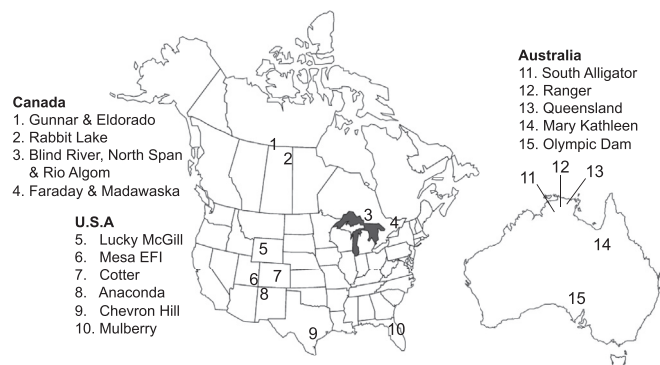 Canada
1. Gunnar & Eldorado
2. Rabbit Lake
3. Blind River, North Span
& Rio Algom
4. Faraday & Madawaska
U.S.A
5. Lucky McGill
6. Mesa EFI
7. Cotter
8. Anaconda
9. Chevron Hill
10. Mulberry
1
2
3
4
5
6
7
8
9
10
Australia
11. South Alligator
12. Ranger
13. Queensland
14. Mary Kathleen
15. Olympic Dam
11
12
13
14
15